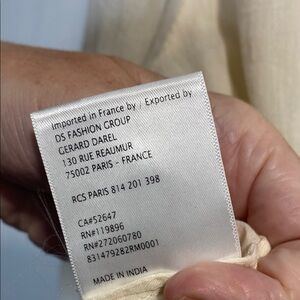 Imported in France by / Exported by
DS FASHION GROUP
GERARD DAREL
130 RUE REAUMUR
75002 PARIS - FRANCE
RCS PARIS 814 201 398
CA#52647
RN#119896
RN#272060780
831479282RM0001
MADE IN INDIA